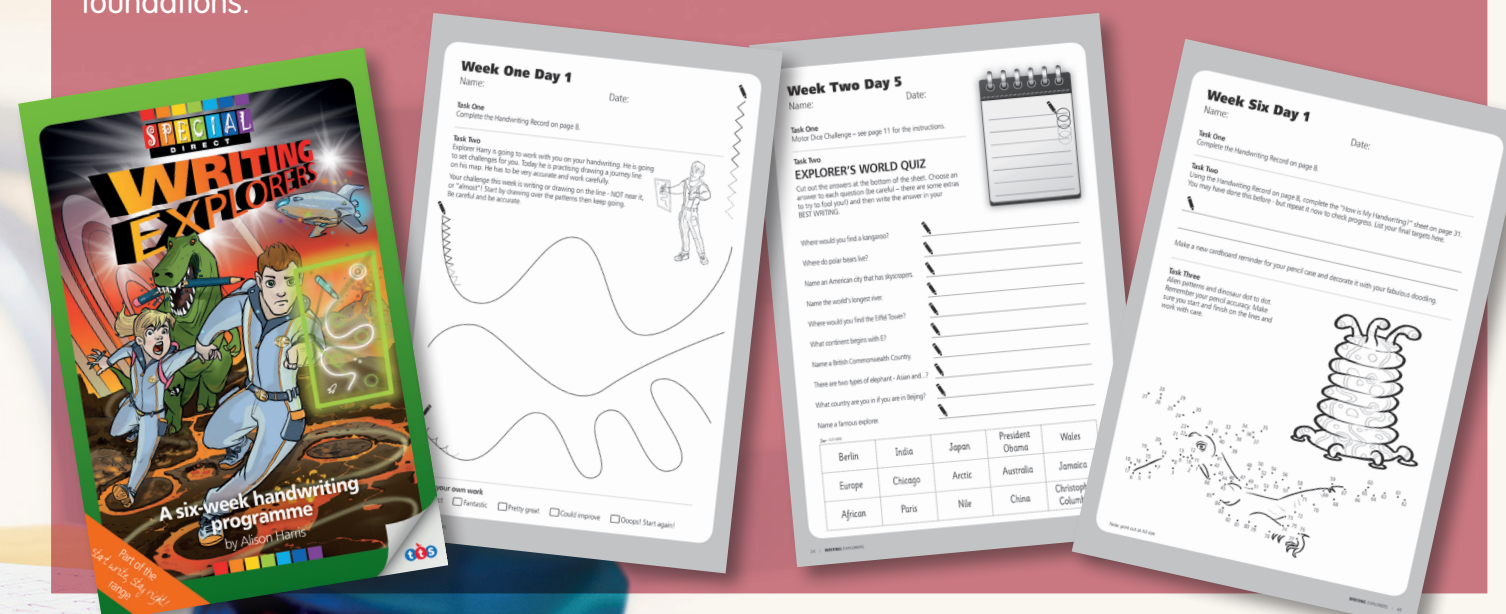 foundations.
SPECIAL
DIRECT
WRITING
EXPLORERS
A six-week handwriting
programme
by Alison Harris
Part of the
start write, Stay right!
range
tts
Week One Day 1
Name:
Date:
Task One
Complete the Handwriting Record on page 8.
Task Two
Explorer Harry is going to work with you on your handwriting. He is going
to set challenges for you. Today he is practising drawing a journey line
on his map. He has to be very accurate and work carefully.
Your challenge this week is writing or drawing on the line - NOT near it,
or "almost"! Start by drawing over the patterns then keep going.
Be careful and be accurate.
your own work
Fantastic
Pretty great
Could improve
Ooops! Start again!
Week Two Day 5
Name:
Date:
Task One
Motor Dice Challenge – see page 11 for the instructions.
Task Two
EXPLORER'S WORLD QUIZ
Cut out the answers at the bottom of the sheet. Choose an
answer to each question (be careful – there are some extras
to try to fool you!) and then write the answer in your
BEST WRITING.
Where would you find a kangaroo?
Where do polar bears live?
Name an American city that has skyscrapers.
Name the world's longest river.
Where would you find the Eiffel Tower?
What continent begins with E?
Name a British Commonwealth Country.
There are two types of elephant - Asian and...?
What country are you in if you are in Beijing?
Name a famous explorer.
Berlin India Japan President Obama Wales
Europe Chicago Arctic Australia Jamaica
African Paris Nile China Christoph Colum
WRITING EXPLORERS
Week Six Day 1
Name:
Date:
Task One
Complete the Handwriting Record on page 8.
Task Two
Using the Handwriting Record on page 8, complete the "How is My Handwriting?" sheet on page 31.
You may have done this before - but repeat it now to check progress. List your final targets here.
Make a new cardboard reminder for your pencil case and decorate it with your fabulous doodling.
Task Three
Alien patterns and dinosaur dot to dot.
Remember your pencil accuracy. Make
sure you start and finish on the lines and
work with care.
WRITING EXPLORERS